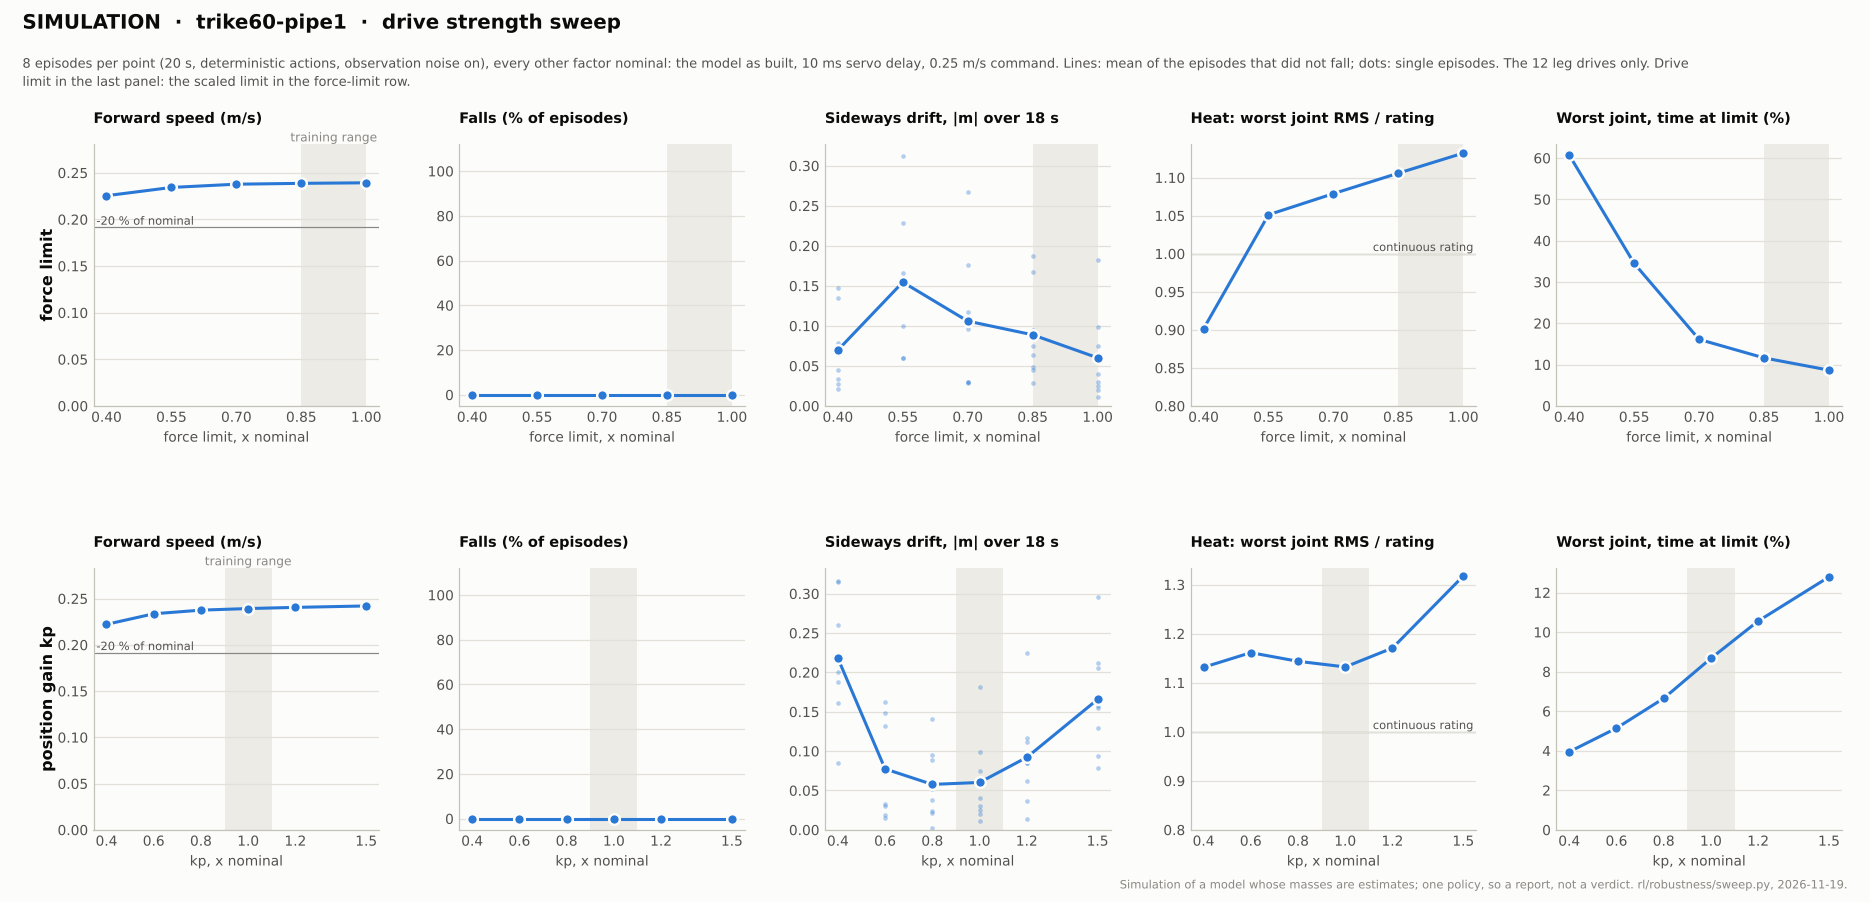 SIMULATION · trike60-pipe1 · drive strength sweep
8 episodes per point (20 s, deterministic actions, observation noise on), every other factor nominal: the model as built, 10 ms servo delay, 0.25 m/s command. Lines: mean of the episodes that did not fall; dots: single episodes. The 12 leg drives only. Drive
limit in the last panel: the scaled limit in the force-limit row.
Forward speed (m/s)
training range
force limit
0.25
0.20
0.15
0.10
0.05
0.00
-20 % of nominal
0.40 0.55 0.70 0.85 1.00
force limit, x nominal
Falls (% of episodes)
100
80
60
40
20
0
0.40 0.55 0.70 0.85 1.00
force limit, x nominal
Sideways drift, |m| over 18 s
0.30
0.25
0.20
0.15
0.10
0.05
0.00
0.40 0.55 0.70 0.85 1.00
force limit, x nominal
Heat: worst joint RMS / rating
1.10
1.05
1.00
0.95
0.90
0.85
0.80
continuous rating
0.40 0.55 0.70 0.85 1.00
force limit, x nominal
Worst joint, time at limit (%)
60
50
40
30
20
10
0
0.40 0.55 0.70 0.85 1.00
force limit, x nominal
Forward speed (m/s)
training range
position gain kp
0.25
0.20
0.15
0.10
0.05
0.00
-20 % of nominal
0.4 0.6 0.8 1.0 1.2 1.5
kp, x nominal
Falls (% of episodes)
100
80
60
40
20
0
0.4 0.6 0.8 1.0 1.2 1.5
kp, x nominal
Sideways drift, |m| over 18 s
0.30
0.25
0.20
0.15
0.10
0.05
0.00
0.4 0.6 0.8 1.0 1.2 1.5
kp, x nominal
Heat: worst joint RMS / rating
1.3
1.2
1.1
1.0
0.9
0.8
continuous rating
0.4 0.6 0.8 1.0 1.2 1.5
kp, x nominal
Worst joint, time at limit (%)
12
10
8
6
4
2
0
0.4 0.6 0.8 1.0 1.2 1.5
kp, x nominal
Simulation of a model whose masses are estimates; one policy, so a report, not a verdict. rl/robustness/sweep.py, 2026-11-19.